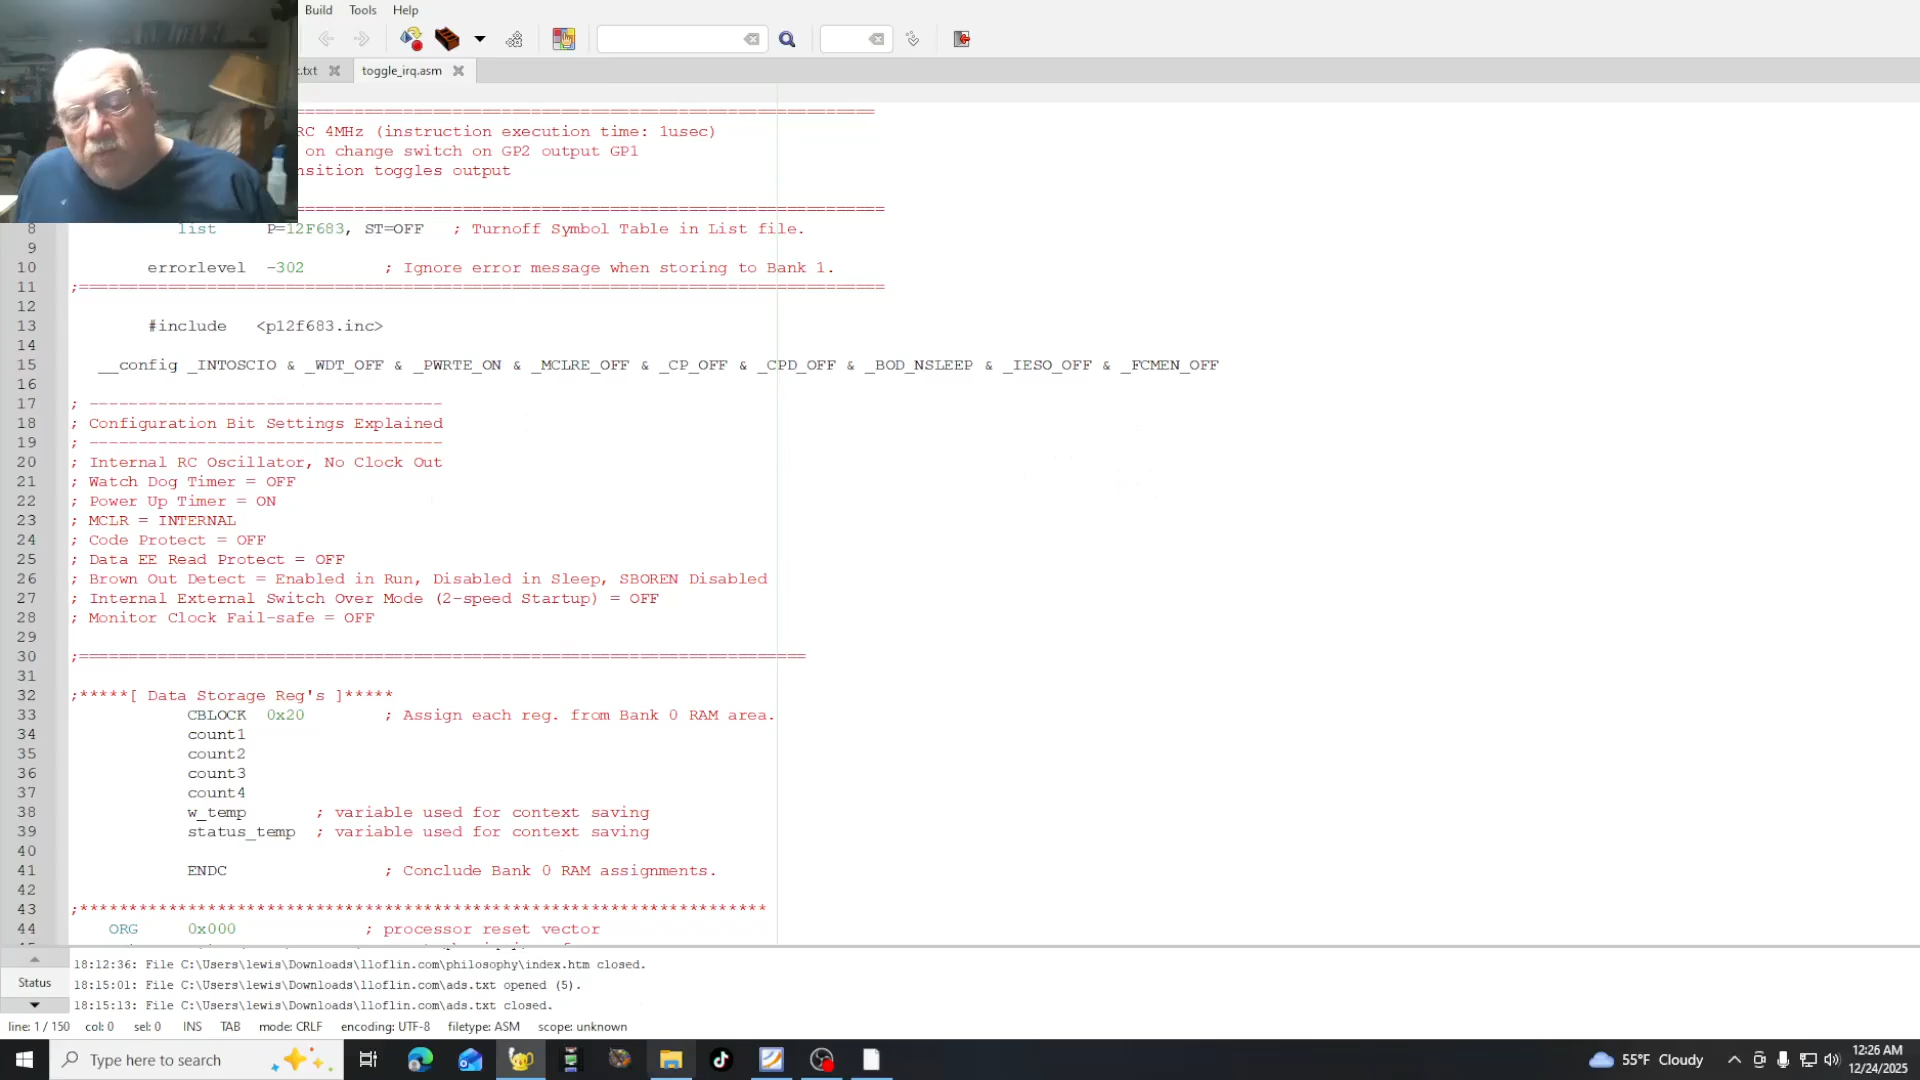 Build Tools Help
:.txt toggle_irq.asm
RC 4MHz (instruction execution time: 1usec)
on change switch on GP2 output GP1
nsition toggles output
8 list P=12F683, ST=OFF ; Turnoff Symbol Table in List file.
9
10 errorlevel -302 ; Ignore error message when storing to Bank 1.
11 ;==================================================================================
12
13 #include <p12f683.inc>
14
15 __config _INTOSCIO & _WDT_OFF & _PWRTE_ON & _MCLRE_OFF & _CP_OFF & _CPD_OFF & _BOD_NSLEEP & _IESO_OFF & _FCMEN_OFF
16
17 ; ------------------------------------
18 ; Configuration Bit Settings Explained
19 ; ------------------------------------
20 ; Internal RC Oscillator, No Clock Out
21 ; Watch Dog Timer = OFF
22 ; Power Up Timer = ON
23 ; MCLR = INTERNAL
24 ; Code Protect = OFF
25 ; Data EE Read Protect = OFF
26 ; Brown Out Detect = Enabled in Run, Disabled in Sleep, SBOREN Disabled
27 ; Internal External Switch Over Mode (2-speed Startup) = OFF
28 ; Monitor Clock Fail-safe = OFF
29
30 ;==========================================================================
31
32 ;*****[ Data Storage Reg's ]*****
33 CBLOCK 0x20 ; Assign each reg. from Bank 0 RAM area.
34 count1
35 count2
36 count3
37 count4
38 w_temp ; variable used for context saving
39 status_temp ; variable used for context saving
40
41 ENDC ; Conclude Bank 0 RAM assignments.
42
43 ;**********************************************************************
44 ORG 0x000 ; processor reset vector
Status
18:12:36: File C:\Users\lewis\Downloads\lloflin.com\philosophy\index.htm closed.
18:15:01: File C:\Users\lewis\Downloads\lloflin.com\ads.txt opened (5).
18:15:13: File C:\Users\lewis\Downloads\lloflin.com\ads.txt closed.
line: 1 / 150 col: 0 sel: 0 INS TAB mode: CRLF encoding: UTF-8 filetype: ASM scope: unknown
Type here to search
55°F Cloudy
12:26 AM
12/24/2025